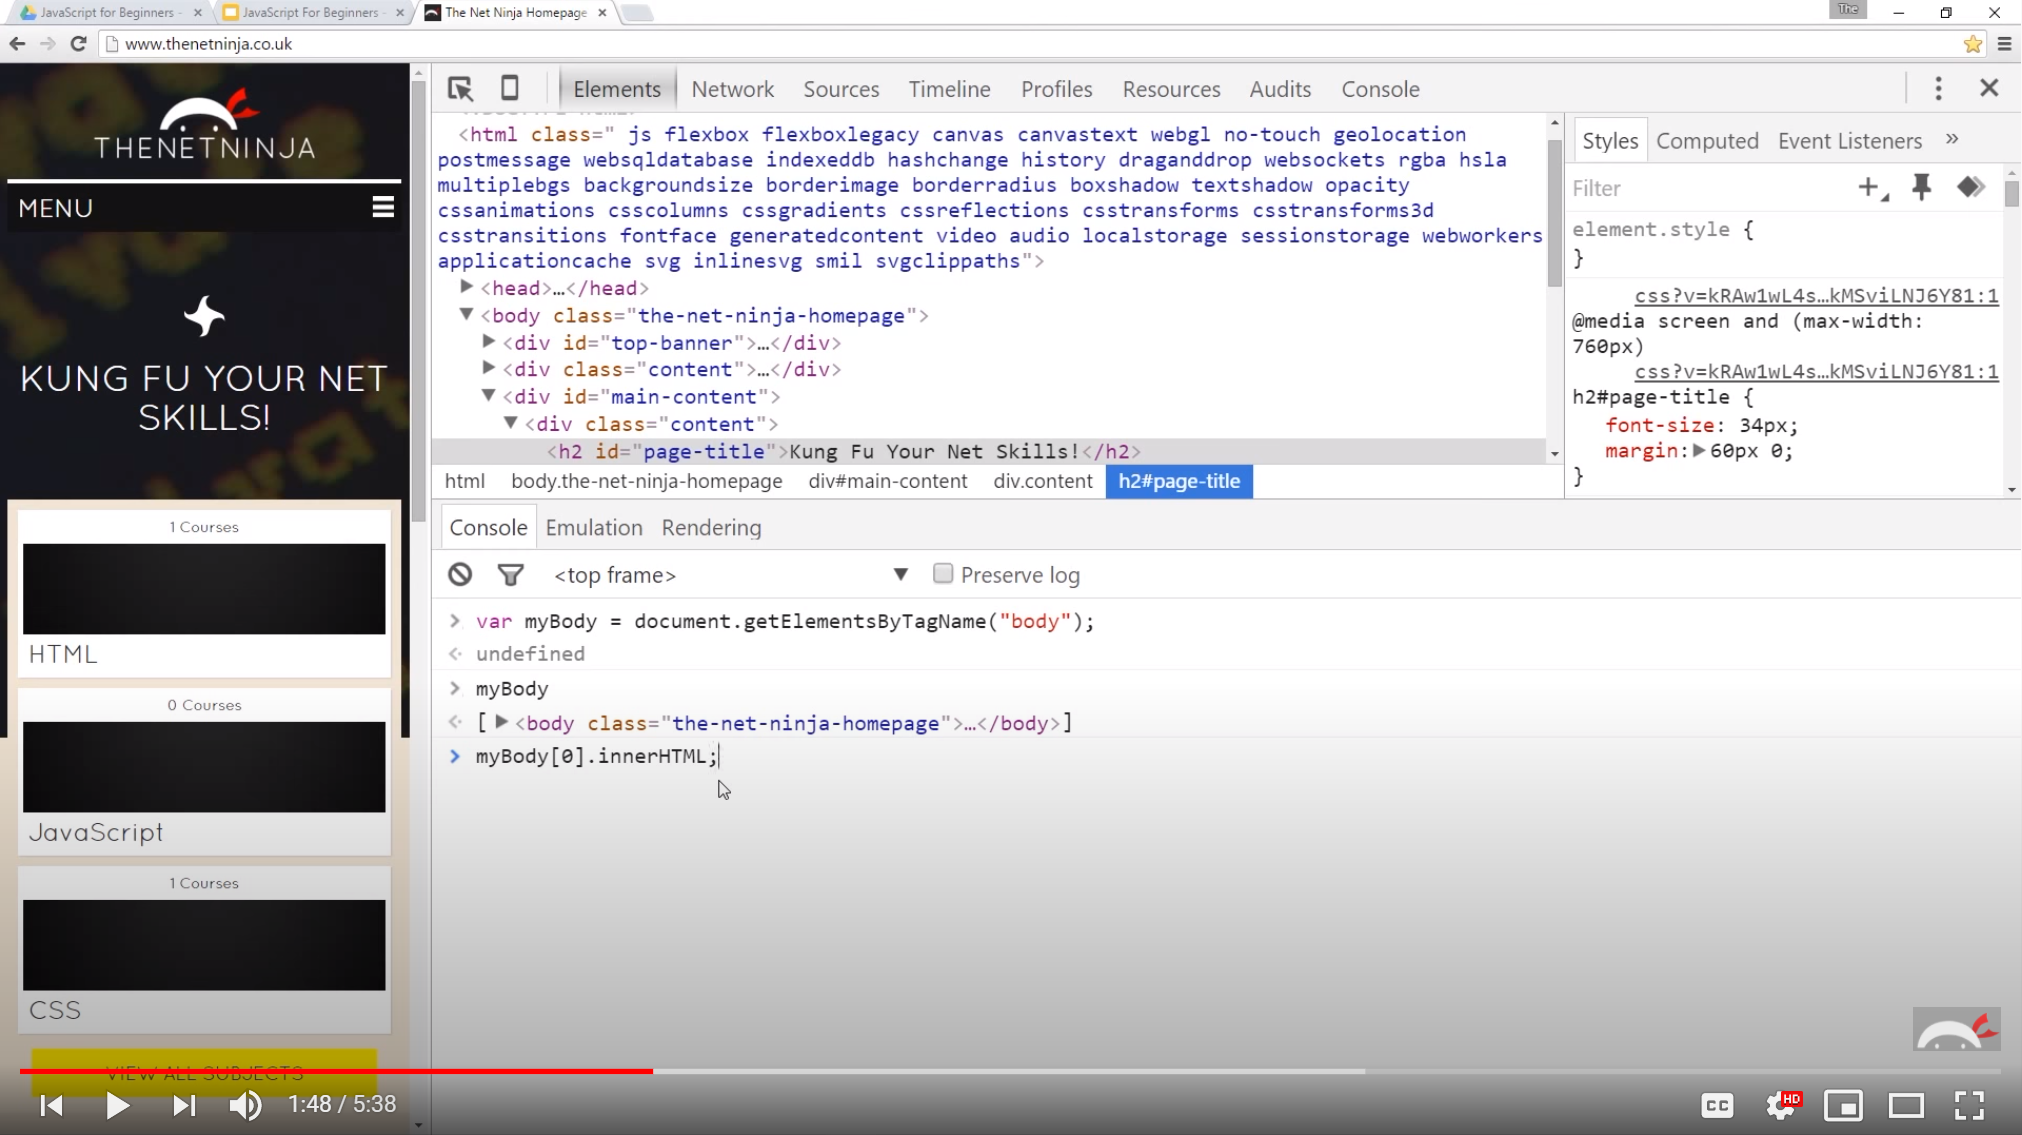 JavaScript for Beginners -
JavaScript For Beginners -
The Net Ninja Homepage
The
www.thenetninja.co.uk
THENETNINJA
MENU
KUNG FU YOUR NET
SKILLS!
1 Courses
HTML
0 Courses
JavaScript
1 Courses
CSS
VIEW ALL SUBJECTS
Elements Network Sources Timeline Profiles Resources Audits Console
<html class=" js flexbox flexboxlegacy canvas canvastext webgl no-touch geolocation
postmessage websqldatabase indexeddb hashchange history draganddrop websockets rgba hsla
multiplebgs backgroundsize borderimage borderradius boxshadow textshadow opacity
cssanimations csscolumns cssgradients cssreflections csstransforms csstransforms3d
csstransitions fontface generatedcontent video audio localstorage sessionstorage webworkers
applicationcache svg inlinesvg smil svgclippaths">
<head>…</head>
<body class="the-net-ninja-homepage">
<div id="top-banner">…</div>
<div class="content">…</div>
<div id="main-content">
<div class="content">
<h2 id="page-title">Kung Fu Your Net Skills!</h2>
html body.the-net-ninja-homepage div#main-content div.content h2#page-title
Styles Computed Event Listeners »
Filter
element.style {
}
css?v=kRAw1wL4s…kMSviLNJ6Y81:1
@media screen and (max-width:
760px)
css?v=kRAw1wL4s…kMSviLNJ6Y81:1
h2#page-title {
font-size: 34px;
margin: 60px 0;
}
Console Emulation Rendering
<top frame> Preserve log
> var myBody = document.getElementsByTagName("body");
undefined
> myBody
[ <body class="the-net-ninja-homepage">…</body>]
> myBody[0].innerHTML;
1:48 / 5:38
CC
HD